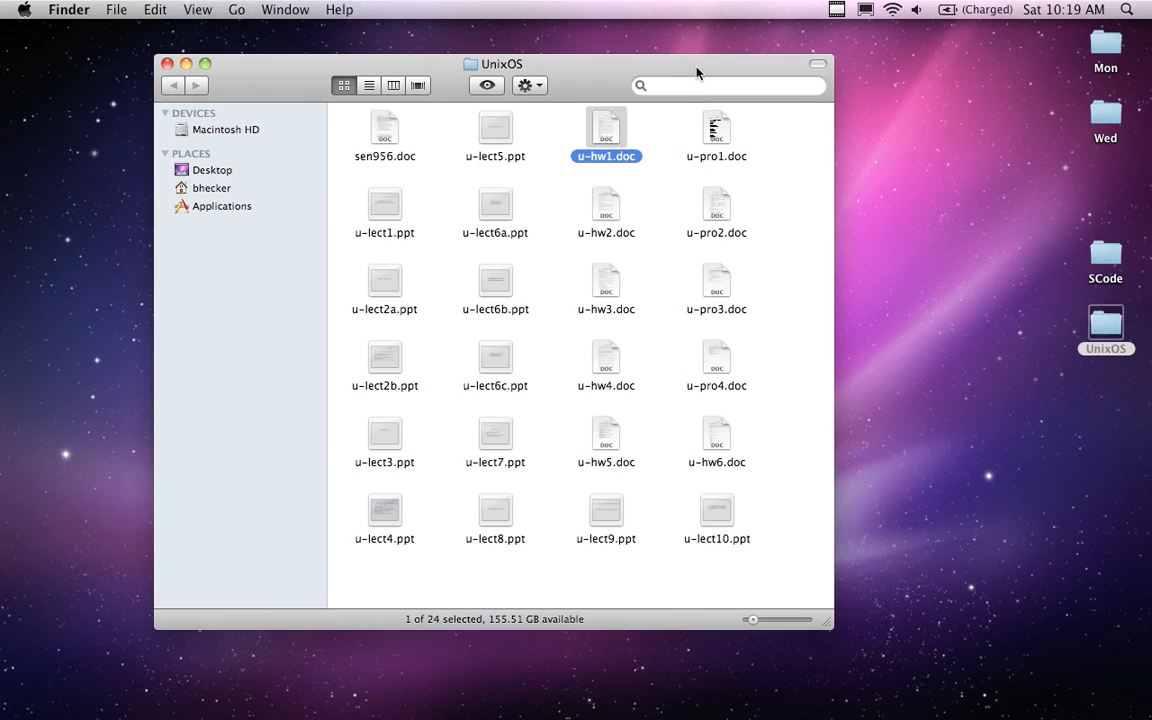 Finder File Edit View Go Window Help (Charged) Sat 10:19 AM
UnixOS
Mon
Wed
SCode
UnixOS
DEVICES
Macintosh HD
PLACES
Desktop
bhecker
Applications
sen956.doc u-lect5.ppt u-hw1.doc u-pro1.doc
u-lect1.ppt u-lect6a.ppt u-hw2.doc u-pro2.doc
u-lect2a.ppt u-lect6b.ppt u-hw3.doc u-pro3.doc
u-lect2b.ppt u-lect6c.ppt u-hw4.doc u-pro4.doc
u-lect3.ppt u-lect7.ppt u-hw5.doc u-hw6.doc
u-lect4.ppt u-lect8.ppt u-lect9.ppt u-lect10.ppt
1 of 24 selected, 155.51 GB available